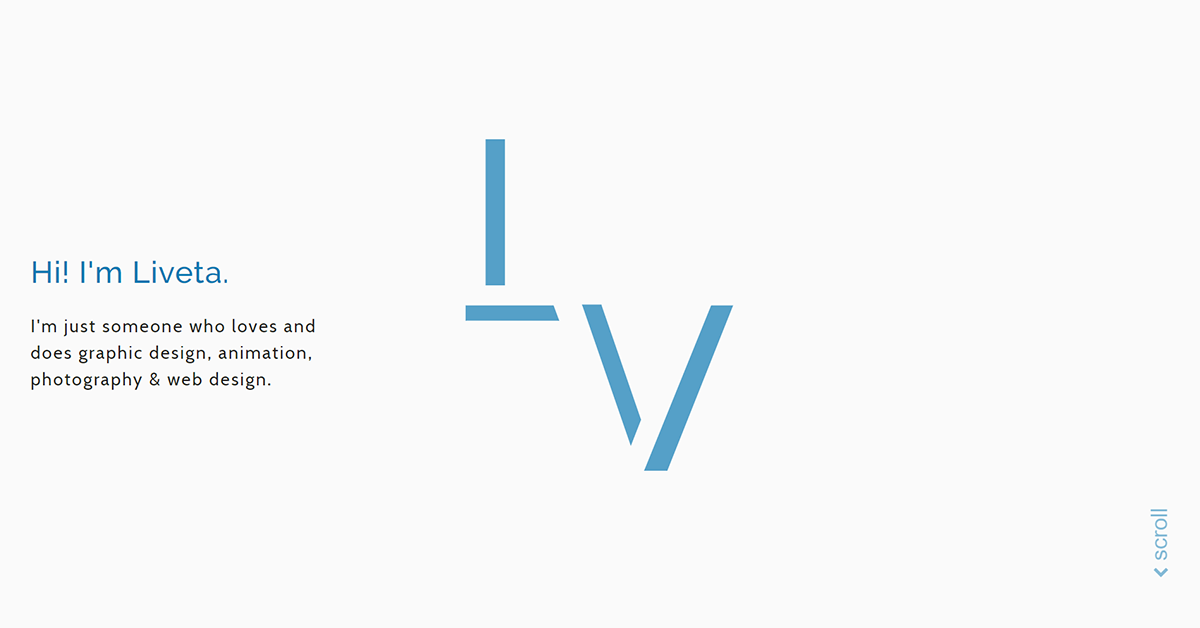 Hi! I'm Liveta.
I'm just someone who loves and
does graphic design, animation,
photography & web design.
LV
scroll